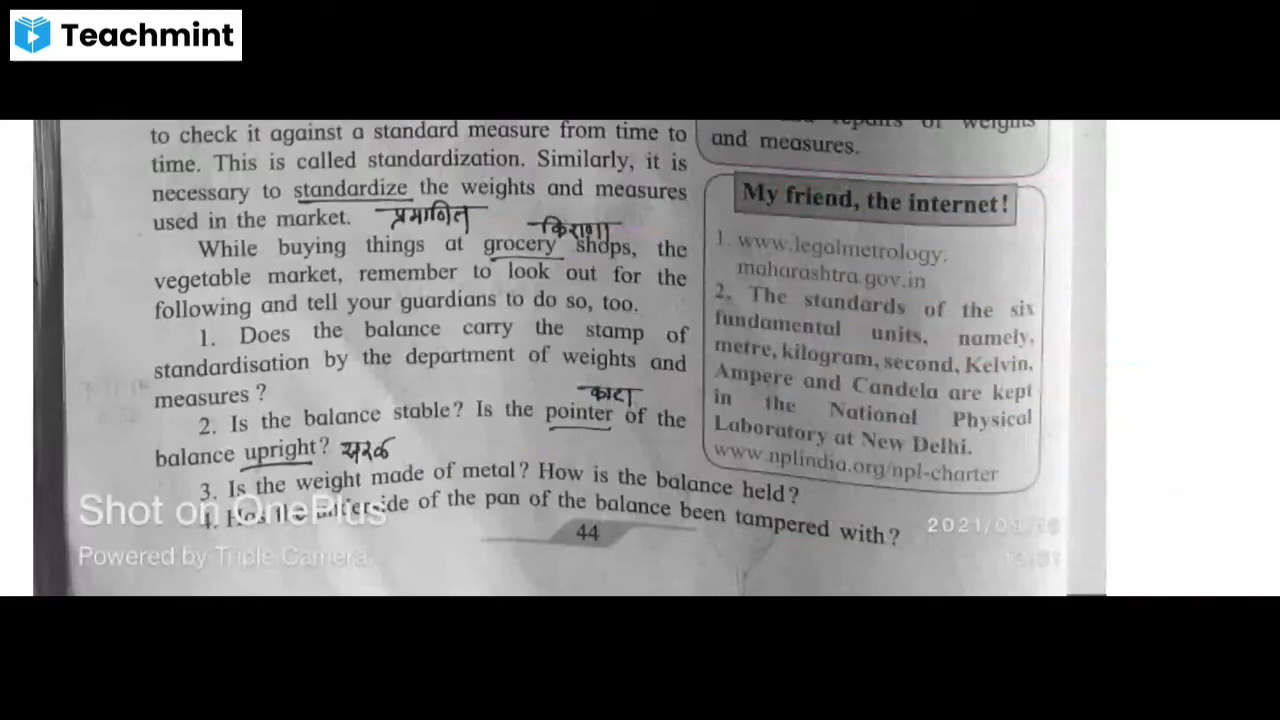 Teachmint
to check it against a standard measure from time to
time. This is called standardization. Similarly, it is
necessary to standardize the weights and measures
used in the market. प्रमाणित
किराणा
While buying things at grocery shops, the
vegetable market, remember to look out for the
following and tell your guardians to do so, too.
1. Does the balance carry the stamp of
standardisation by the department of weights and
measures ?
काटा
2. Is the balance stable? Is the pointer of the
balance upright?
3. Is the weight made of metal? How is the balance held?
4. Has the underside of the pan of the balance been tampered with?
44
repairs of weights
and measures.
My friend, the internet!
1. www.legalmetrology.
maharashtra.gov.in
2. The standards of the six
fundamental units, namely,
metre, kilogram, second, Kelvin,
Ampere and Candela are kept
in the National Physical
Laboratory at New Delhi.
www.nplindia.org/npl-charter
Shot on OnePlus
Powered by Triple Camera